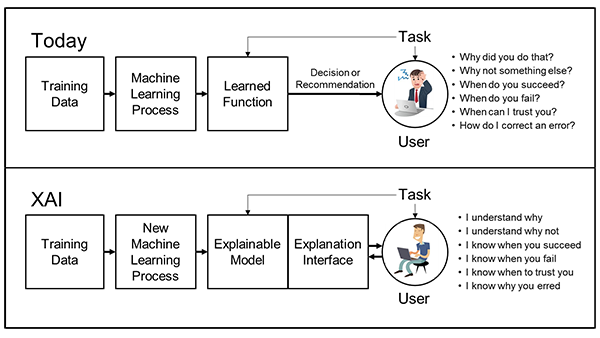 Today
Task
Training
Data
Machine
Learning
Process
Learned
Function
Decision or
Recommendation
User
• Why did you do that?
• Why not something else?
• When do you succeed?
• When do you fail?
• When can I trust you?
• How do I correct an error?
XAI
Task
Training
Data
New
Machine
Learning
Process
Explainable
Model
Explanation
Interface
User
• I understand why
• I understand why not
• I know when you succeed
• I know when you fail
• I know when to trust you
• I know why you erred